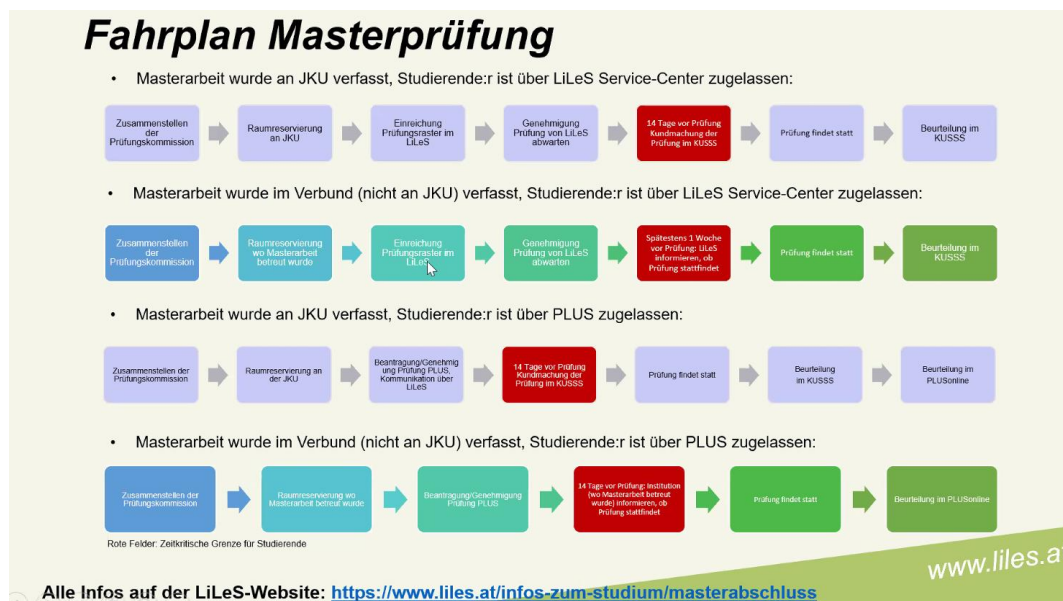 Fahrplan Masterprüfung
• Masterarbeit wurde an JKU verfasst, Studierende:r ist über LiLeS Service-Center zugelassen:
Zusammenstellen
der
Prüfungskommission
Raumreservierung
an JKU
Einreichung
Prüfungsraster im
LiLeS
Genehmigung
Prüfung von LiLeS
abwarten
14 Tage vor Prüfung
Kundmachung der
Prüfung im KUSSS
Prüfung findet statt
Beurteilung im
KUSSS
• Masterarbeit wurde im Verbund (nicht an JKU) verfasst, Studierende:r ist über LiLeS Service-Center zugelassen:
Zusammenstellen
der
Prüfungskommission
Raumreservierung
wo Masterarbeit
betreut wurde
Einreichung
Prüfungsraster im
LiLeS
Genehmigung
Prüfung von LiLeS
abwarten
Spätestens 1 Woche
vor Prüfung: LiLeS
informieren, ob
Prüfung stattfindet
Prüfung findet statt
Beurteilung im
KUSSS
• Masterarbeit wurde an JKU verfasst, Studierende:r ist über PLUS zugelassen:
Zusammenstellen der
Prüfungskommission
Raumreservierung an
der JKU
Beantragung/Genehmig
ung Prüfung PLUS,
Kommunikation über
LiLeS
14 Tage vor Prüfung
Kundmachung der
Prüfung im KUSSS
Prüfung findet statt
Beurteilung
im KUSSS
Beurteilung im
PLUSonline
• Masterarbeit wurde im Verbund (nicht an JKU) verfasst, Studierende:r ist über PLUS zugelassen:
Zusammenstellen der
Prüfungskommission
Raumreservierung wo
Masterarbeit betreut wurde
Beantragung/Genehmigung
Prüfung PLUS
14 Tage vor Prüfung: Institution
(wo Masterarbeit betreut
wurde) informieren, ob
Prüfung stattfindet
Prüfung findet statt
Beurteilung im PLUSonline
Rote Felder: Zeitkritische Grenze für Studierende
www.liles.at
Alle Infos auf der LiLeS-Website: https://www.liles.at/infos-zum-studium/masterabschluss